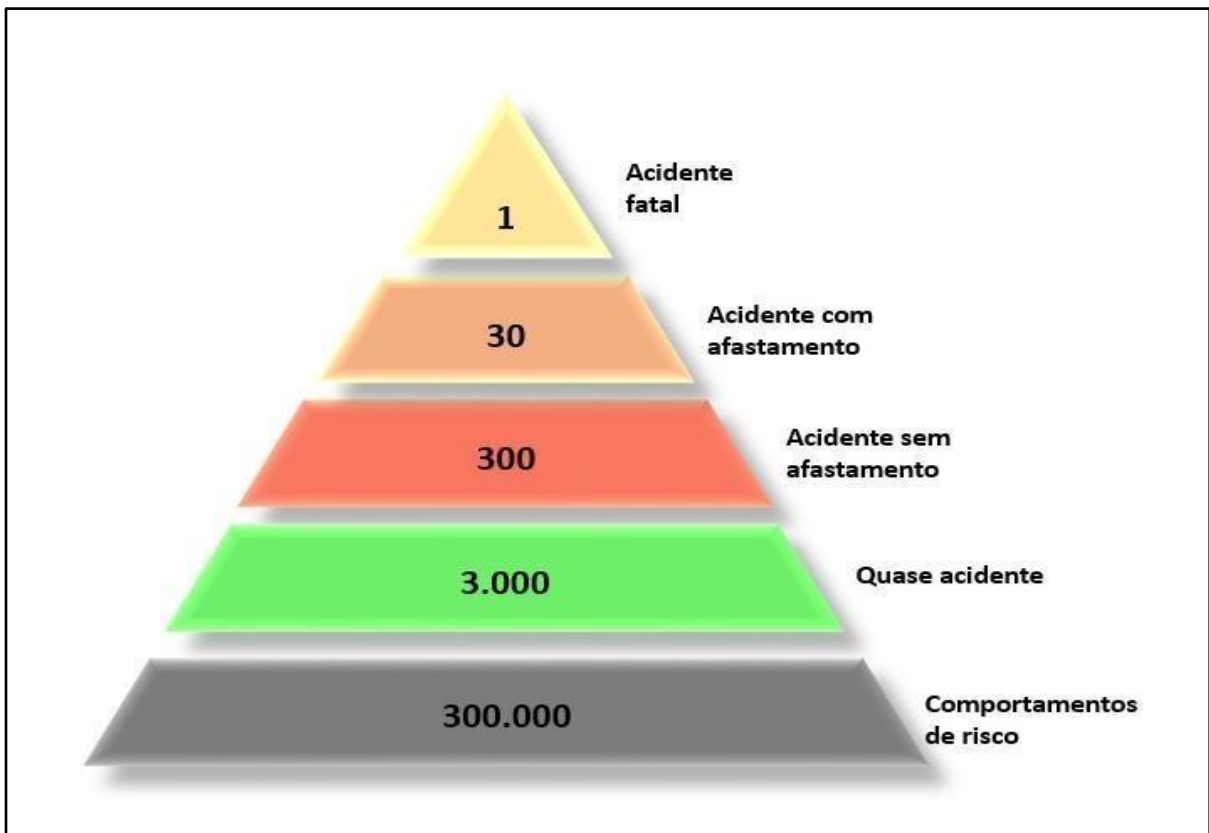 Acidente
fatal
1
Acidente com
afastamento
30
Acidente sem
afastamento
300
Quase acidente
3.000
Comportamentos
de risco
300.000